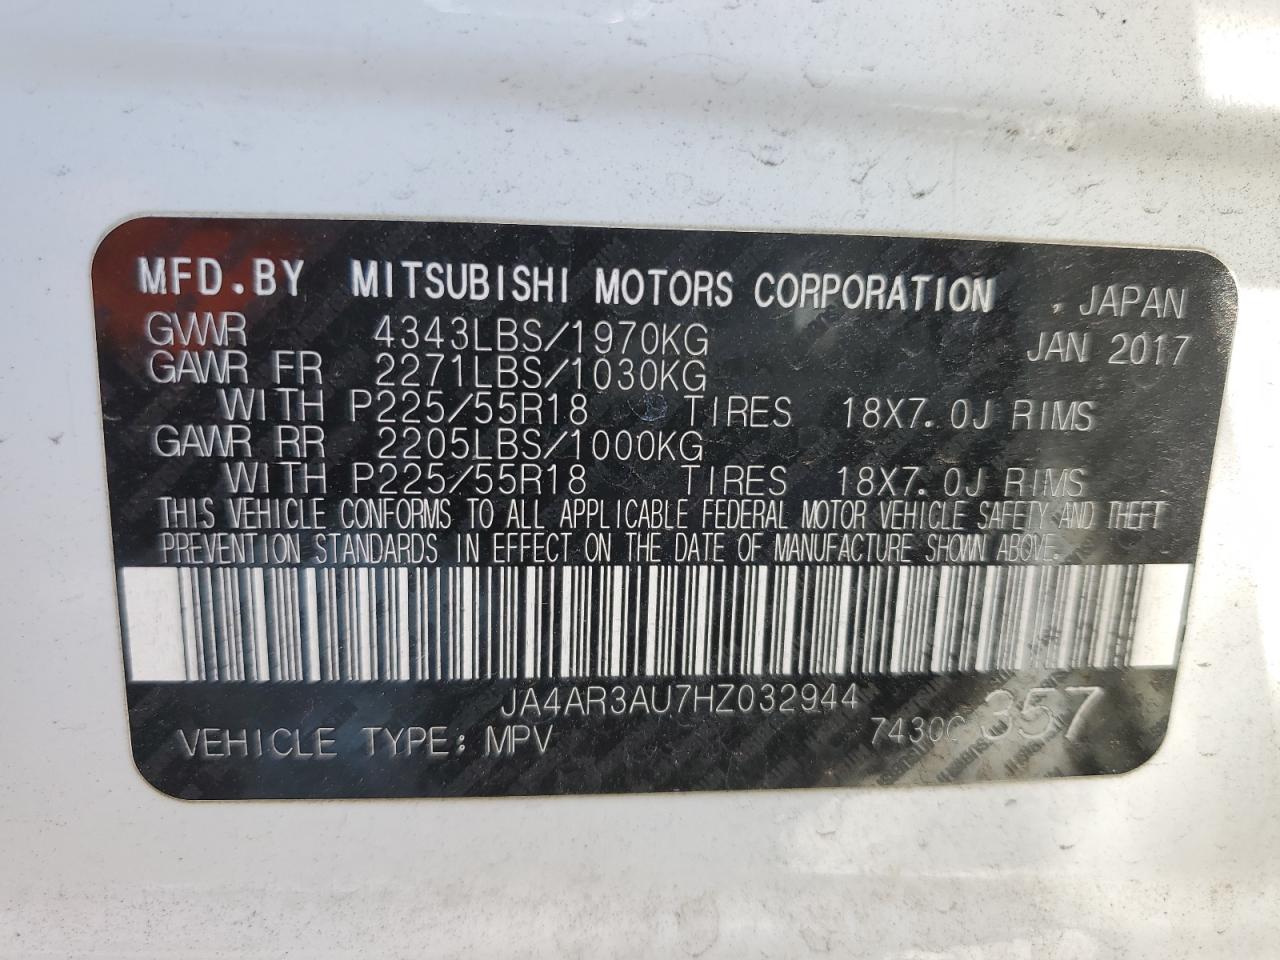 MFD.BY MITSUBISHI MOTORS CORPORATION JAPAN
GVWR 4343LBS/1970KG JAN 2017
GAWR FR 2271LBS/1030KG
WITH P225/55R18 TIRES 18X7.0J RIMS
GAWR RR 2205LBS/1000KG
WITH P225/55R18 TIRES 18X7.0J RIMS
THIS VEHICLE CONFORMS TO ALL APPLICABLE FEDERAL MOTOR VEHICLE SAFETY AND THEFT
PREVENTION STANDARDS IN EFFECT ON THE DATE OF MANUFACTURE SHOWN ABOVE.
JA4AR3AU7HZ032944
VEHICLE TYPE: MPV 7430C 357